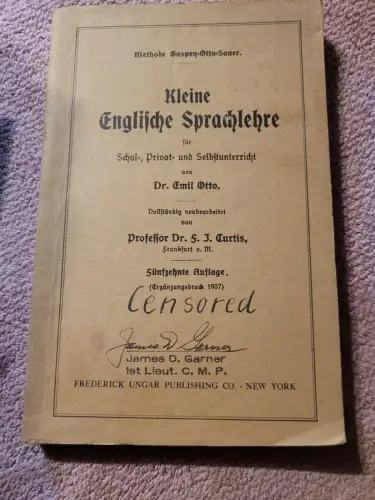 Methode Gaspey-Otto-Sauer.
Kleine
Englische Sprachlehre
für
Schul-, Privat- und Selbstunterricht
von
Dr. Emil Otto.
Vollständig neubearbeitet
von
Professor Dr. F. J. Curtis,
Frankfurt a. M.
Fünfzehnte Auflage.
(Ergänzungsdruck 1937)
Censored
James D Garner
James D. Garner
1st Lieut. C. M. P.
FREDERICK UNGAR PUBLISHING CO. - NEW YORK